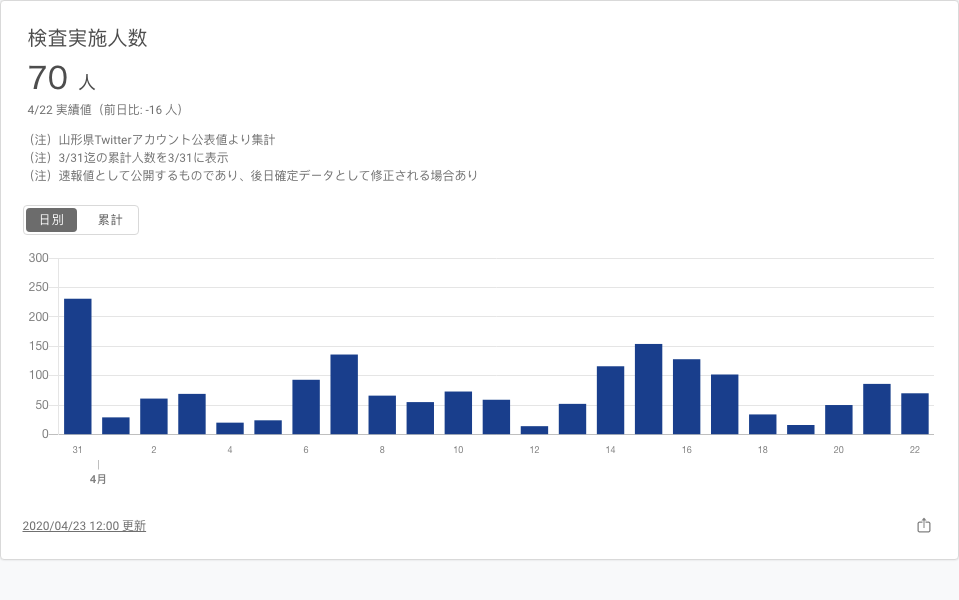 検査実施人数
70 人
4/22 実績値（前日比: -16 人）
（注）山形県Twitterアカウント公表値より集計
（注）3/31迄の累計人数を3/31に表示
（注）速報値として公開するものであり、後日確定データとして修正される場合あり
日別 累計
300
250
200
150
100
50
0
31 2 4 6 8 10 12 14 16 18 20 22
4月
2020/04/23 12:00 更新